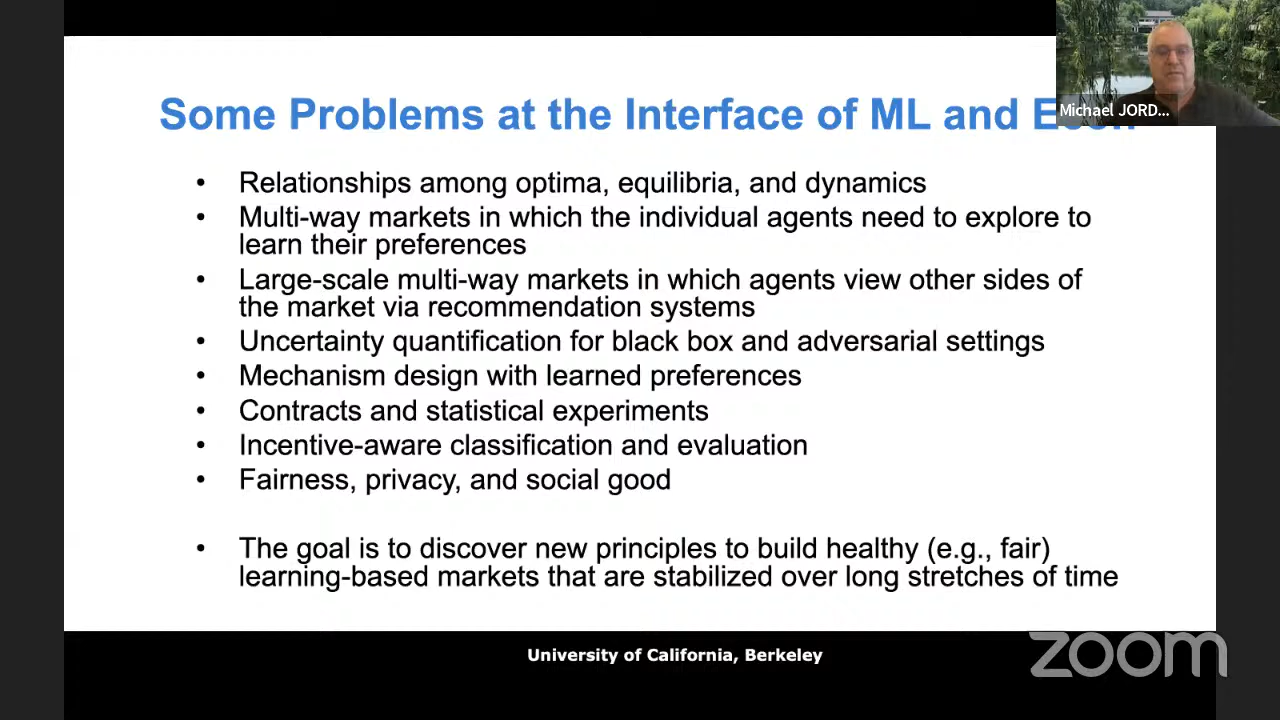 Some Problems at the Interface of ML and
Michael JORD...
• Relationships among optima, equilibria, and dynamics
• Multi-way markets in which the individual agents need to explore to
learn their preferences
• Large-scale multi-way markets in which agents view other sides of
the market via recommendation systems
• Uncertainty quantification for black box and adversarial settings
• Mechanism design with learned preferences
• Contracts and statistical experiments
• Incentive-aware classification and evaluation
• Fairness, privacy, and social good
• The goal is to discover new principles to build healthy (e.g., fair)
learning-based markets that are stabilized over long stretches of time
University of California, Berkeley
zoom